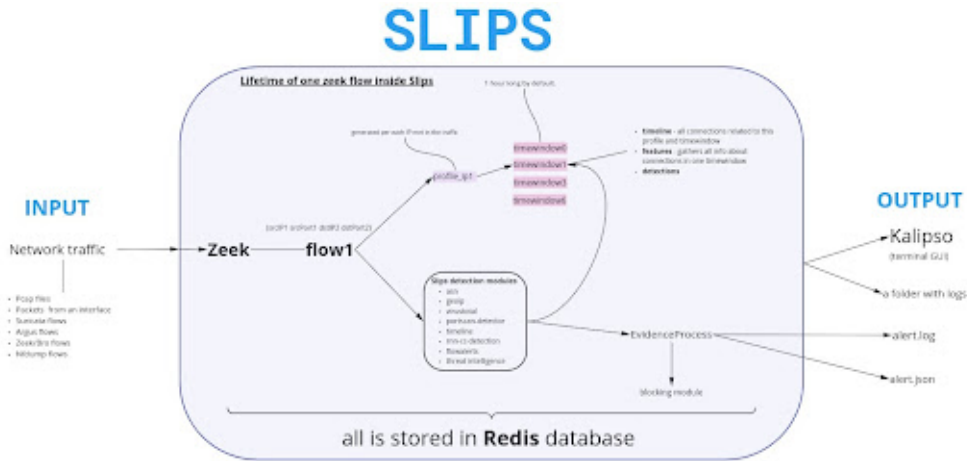 SLIPS
Lifetime of one zeek flow inside Slips
1 hour long by default.
generated per each IP host in the traffic
timewindow0
timewindow1
timewindow3
profile_ip1
• timeline - all connections related to this
profile and timewindow
• features - gathers all info about
connections in one timewindow
• detections
INPUT
Network traffic
• Pcap files
• Packets from an interface
• Suricata flows
• Argus flows
• Zeek/Bro flows
• Nfdump flows
Zeek
flow1
Slips detection modules
• asn
• geoip
• virustotal
• portscan detector
• timeline
• rnn-cc detection
• flowalerts
• threat intelligence
EvidenceProcess
blocking module
OUTPUT
Kalipso
(terminal GUI)
a folder with logs
alert.log
alert.json
all is stored in Redis database